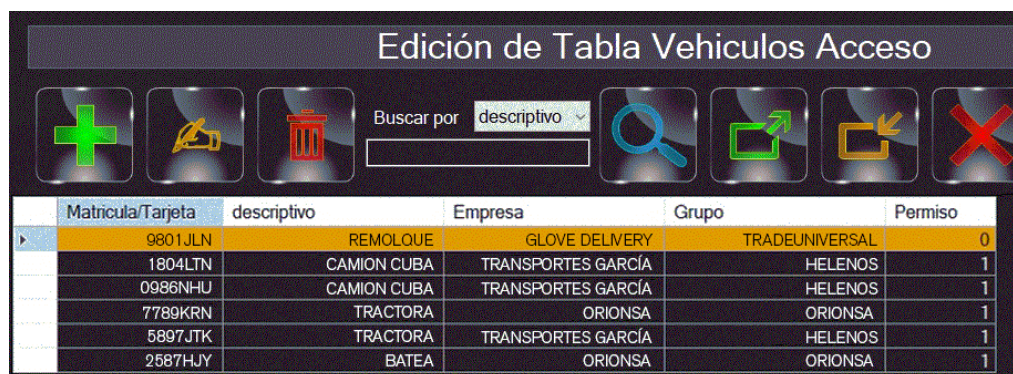 Edición de Tabla Vehiculos Acceso
Buscar por descriptivo
Matricula/Tarjeta descriptivo Empresa Grupo Permiso
9801JLN REMOLQUE GLOVE DELIVERY TRADEUNIVERSAL 0
1804LTN CAMION CUBA TRANSPORTES GARCÍA HELENOS 1
0986NHU CAMION CUBA TRANSPORTES GARCÍA HELENOS 1
7789KRN TRACTORA ORIONSA ORIONSA 1
5897JTK TRACTORA TRANSPORTES GARCÍA HELENOS 1
2587HJY BATEA ORIONSA ORIONSA 1